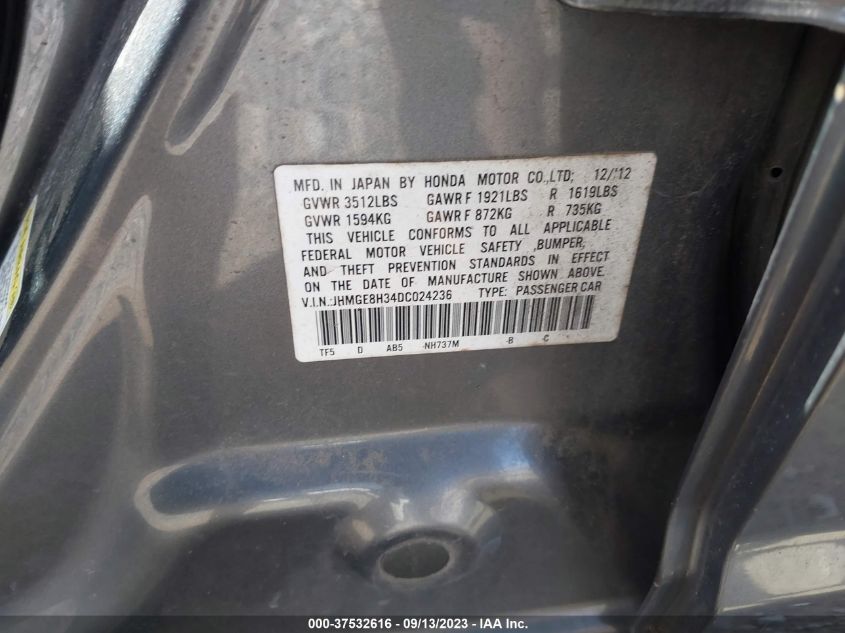 MFD. IN JAPAN BY HONDA MOTOR CO.,LTD; 12/'12
GVWR 3512LBS GAWR F 1921LBS R 1619LBS
GVWR 1594KG GAWR F 872KG R 735KG
THIS VEHICLE CONFORMS TO ALL APPLICABLE
FEDERAL MOTOR VEHICLE SAFETY ,BUMPER,
AND THEFT PREVENTION STANDARDS IN EFFECT
ON THE DATE OF MANUFACTURE SHOWN ABOVE.
V.I.N.:JHMGE8H34DC024236 TYPE: PASSENGER CAR
TF5 D AB5 NH737M B C
000-37532616 - 09/13/2023 - IAA Inc.